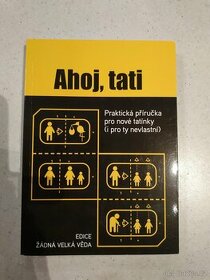 Ahoj, tati
Praktická příručka
pro nové tatínky
(i pro ty nevlastní)
EDICE
ŽÁDNÁ VELKÁ VĚDA